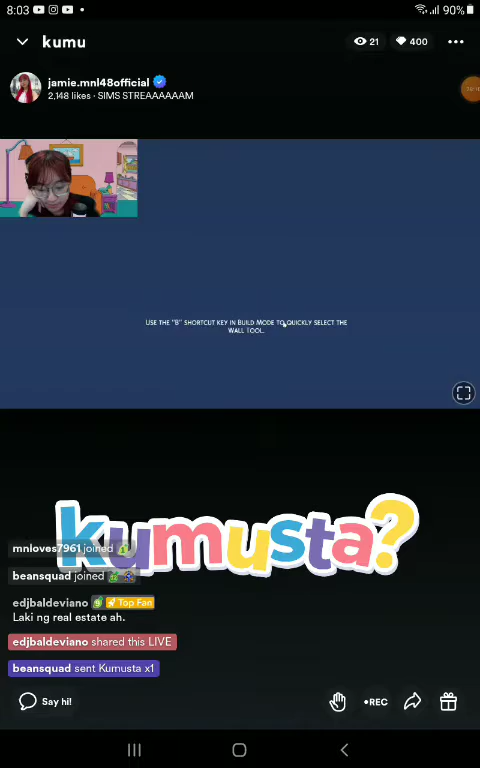 8:03
90%
kumu
21
400
jamie.mnl48official
2,148 likes · SIMS STREAAAAAAM
Use the "B" shortcut key in Build Mode to quickly select the
Wall Tool.
kumusta?
mnloves7961 joined
beansquad joined
edjbaldeviano Top Fan
Laki ng real estate ah.
edjbaldeviano shared this LIVE
beansquad sent Kumusta x1
Say hi!
•REC